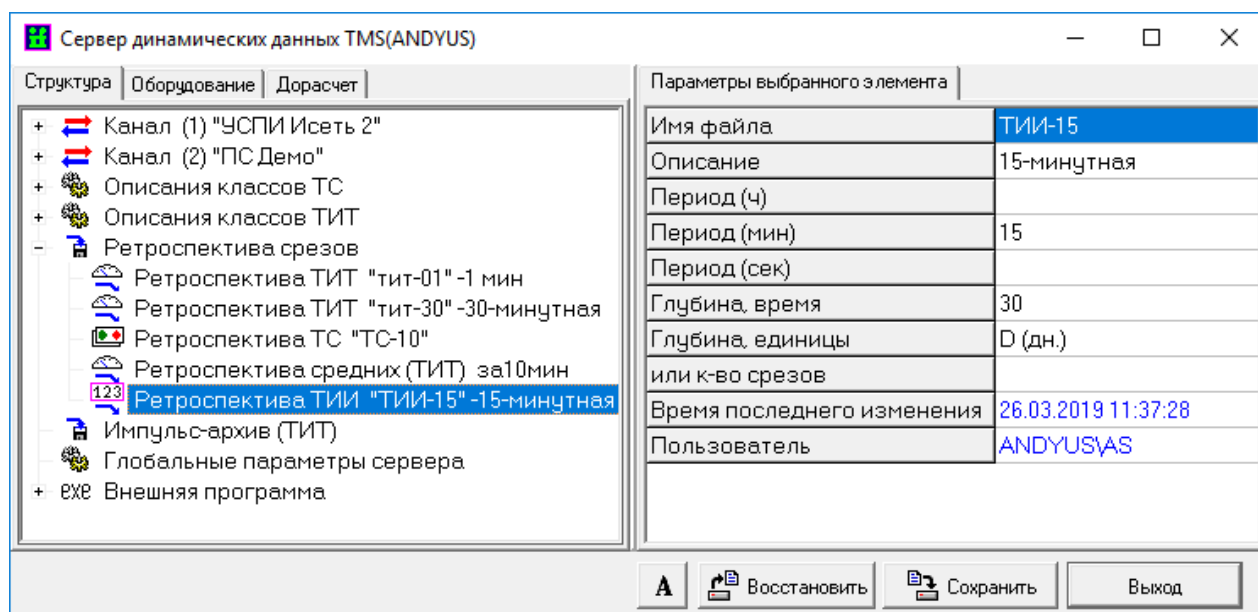 Сервер динамических данных TMS(ANDYUS)
Структура Оборудование Дорасчет
Канал (1) "УСПИ Исеть 2"
Канал (2) "ПС Демо"
Описания классов ТС
Описания классов ТИТ
Ретроспектива срезов
Ретроспектива ТИТ "тит-01" -1 мин
Ретроспектива ТИТ "тит-30" -30-минутная
Ретроспектива ТС "ТС-10"
Ретроспектива средних (ТИТ) за10мин
123 Ретроспектива ТИИ "ТИИ-15" -15-минутная
Импульс-архив (ТИТ)
Глобальные параметры сервера
exe Внешняя программа
Параметры выбранного элемента
Имя файла ТИИ-15
Описание 15-минутная
Период (ч)
Период (мин) 15
Период (сек)
Глубина, время 30
Глубина, единицы D (дн.)
или к-во срезов
Время последнего изменения 26.03.2019 11:37:28
Пользователь ANDYUS\AS
A Восстановить Сохранить Выход